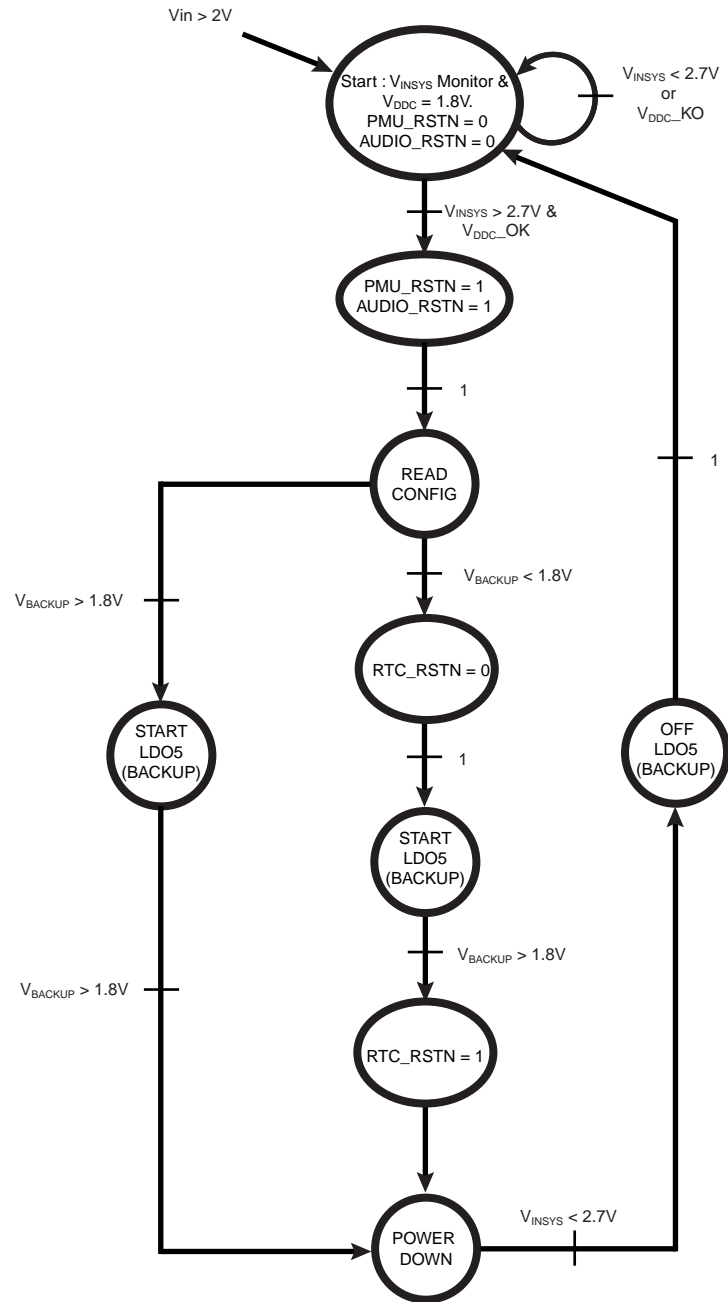 Vin > 2V
Start : VINSYS Monitor &
VDDC = 1.8V.
PMU_RSTN = 0
AUDIO_RSTN = 0
VINSYS < 2.7V
or
VDDC_KO
VINSYS > 2.7V &
VDDC_OK
PMU_RSTN = 1
AUDIO_RSTN = 1
1
1
READ
CONFIG
VBACKUP > 1.8V
VBACKUP < 1.8V
RTC_RSTN = 0
START
LDO5
(BACKUP)
1
OFF
LDO5
(BACKUP)
START
LDO5
(BACKUP)
VBACKUP > 1.8V
VBACKUP > 1.8V
RTC_RSTN = 1
POWER
DOWN
VINSYS < 2.7V